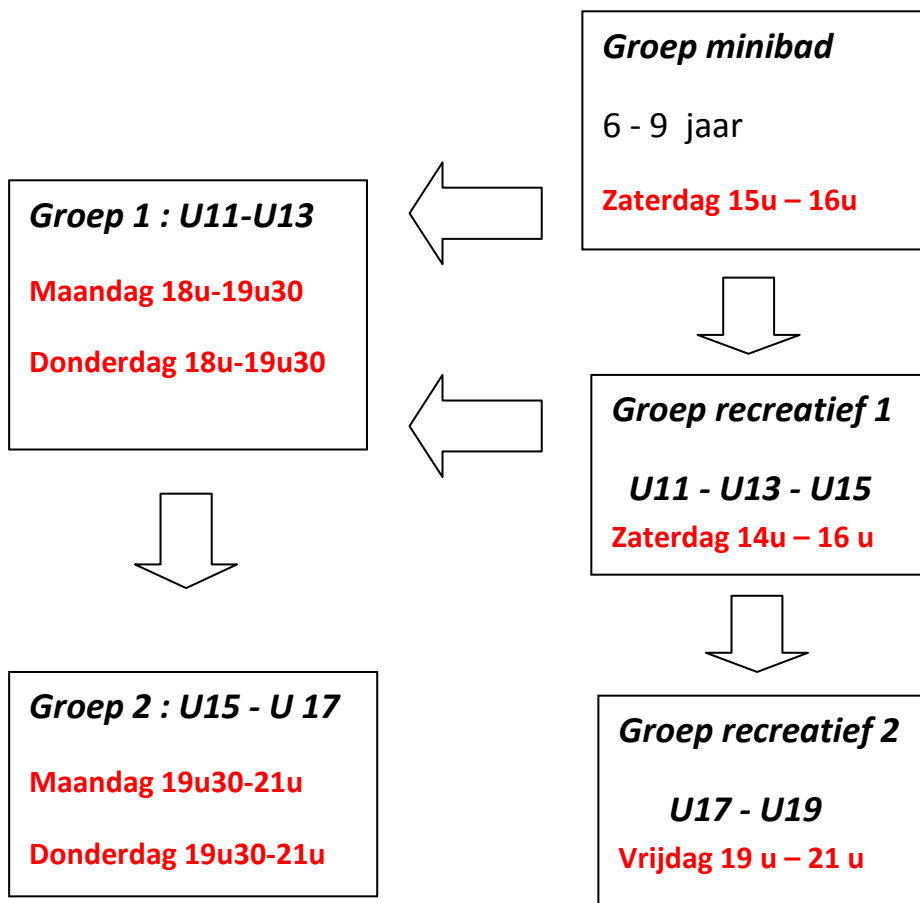 Groep minibad
6 - 9 jaar
Zaterdag 15u – 16u
Groep 1 : U11-U13
Maandag 18u-19u30
Donderdag 18u-19u30
Groep recreatief 1
U11 - U13 - U15
Zaterdag 14u – 16 u
Groep 2 : U15 - U 17
Maandag 19u30-21u
Donderdag 19u30-21u
Groep recreatief 2
U17 - U19
Vrijdag 19 u – 21 u